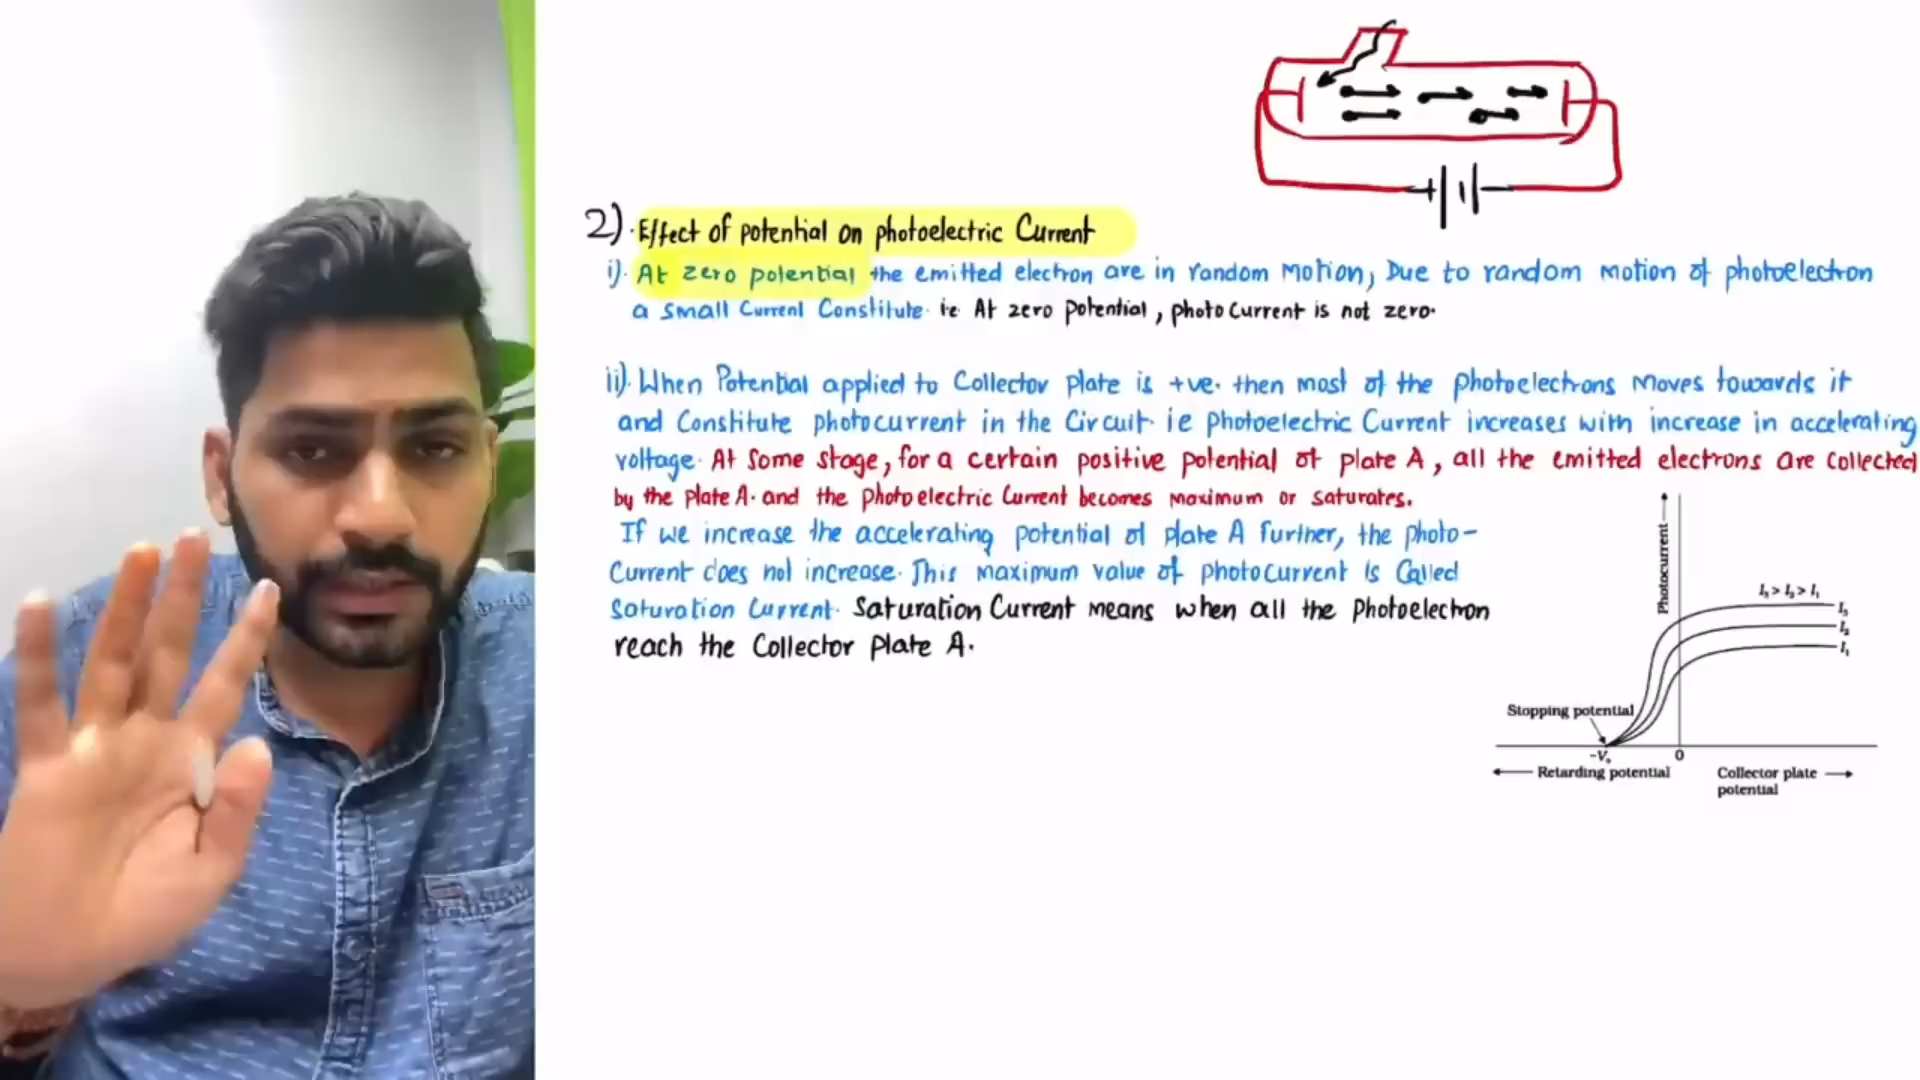 2). Effect of potential on photoelectric Current
i). At zero potential the emitted electron are in random motion, Due to random motion of photoelectron
a small Current Constitute. ie At zero Potential, photo Current is not zero.
ii). When Potential applied to Collector plate is +ve. then most of the photoelectrons Moves towards it
and Constitute photocurrent in the Circuit. ie Photoelectric Current increases with increase in accelerating
voltage. At Some stage, for a certain positive potential of plate A, all the emitted electrons are collected
by the plate A. and the photoelectric Current becomes maximum or saturates.
If we increase the accelerating potential of plate A further, the photo-
Current does not increase. This maximum value of photocurrent is Called
Saturation Current. Saturation Current means when all the Photoelectron
reach the Collector Plate A.
Photocurrent
I₃ > I₂ > I₁
I₃
I₂
I₁
Stopping potential
-V₀
0
Retarding potential
Collector plate
potential